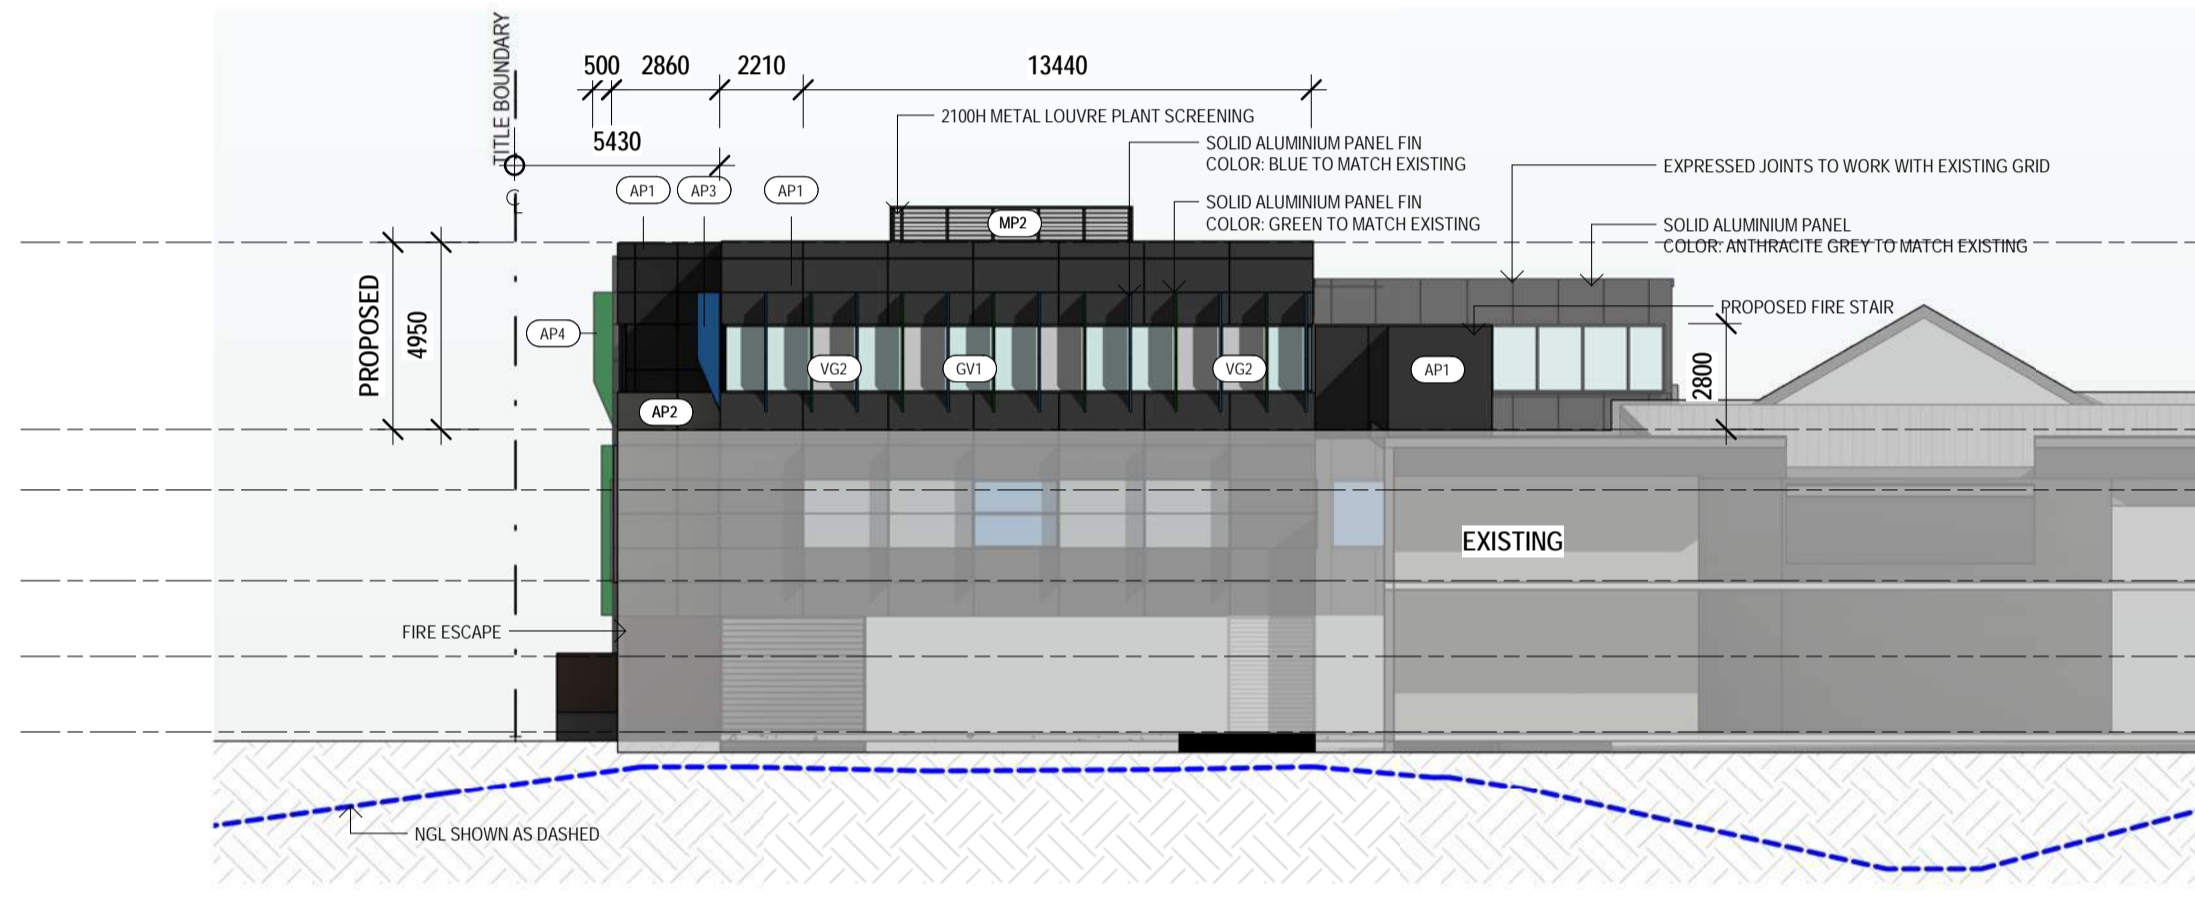 TITLE BOUNDARY
500 2860 2210 13440
2100H METAL LOUVRE PLANT SCREENING
5430
SOLID ALUMINIUM PANEL FIN
COLOR: BLUE TO MATCH EXISTING
EXPRESSED JOINTS TO WORK WITH EXISTING GRID
AP1 AP3 AP1
SOLID ALUMINIUM PANEL FIN
COLOR: GREEN TO MATCH EXISTING
MP2
SOLID ALUMINIUM PANEL
COLOR: ANTHRACITE GREY TO MATCH EXISTING
PROPOSED
4950
PROPOSED FIRE STAIR
AP4
VG2 GV1 VG2 AP1
2800
AP2
EXISTING
FIRE ESCAPE
NGL SHOWN AS DASHED